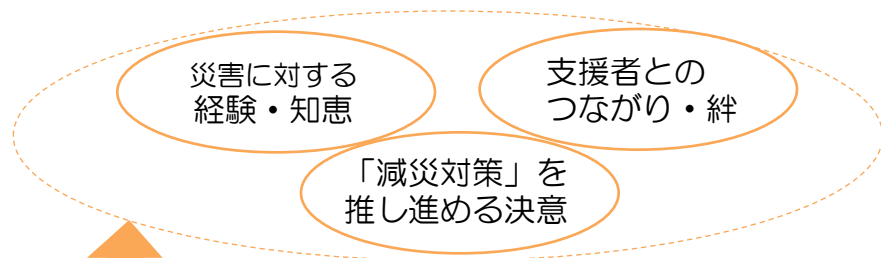 災害に対する
経験・知恵
支援者との
つながり・絆
「減災対策」を
推し進める決意